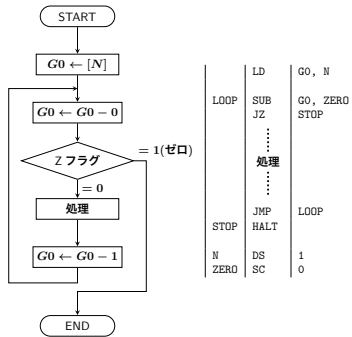 START
G0 ← [N]
G0 ← G0 − 0
Z フラグ
= 1(ゼロ)
= 0
処理
G0 ← G0 − 1
END
LD G0, N
LOOP SUB G0, ZERO
JZ STOP
処理
JMP LOOP
STOP HALT
N DS 1
ZERO SC 0